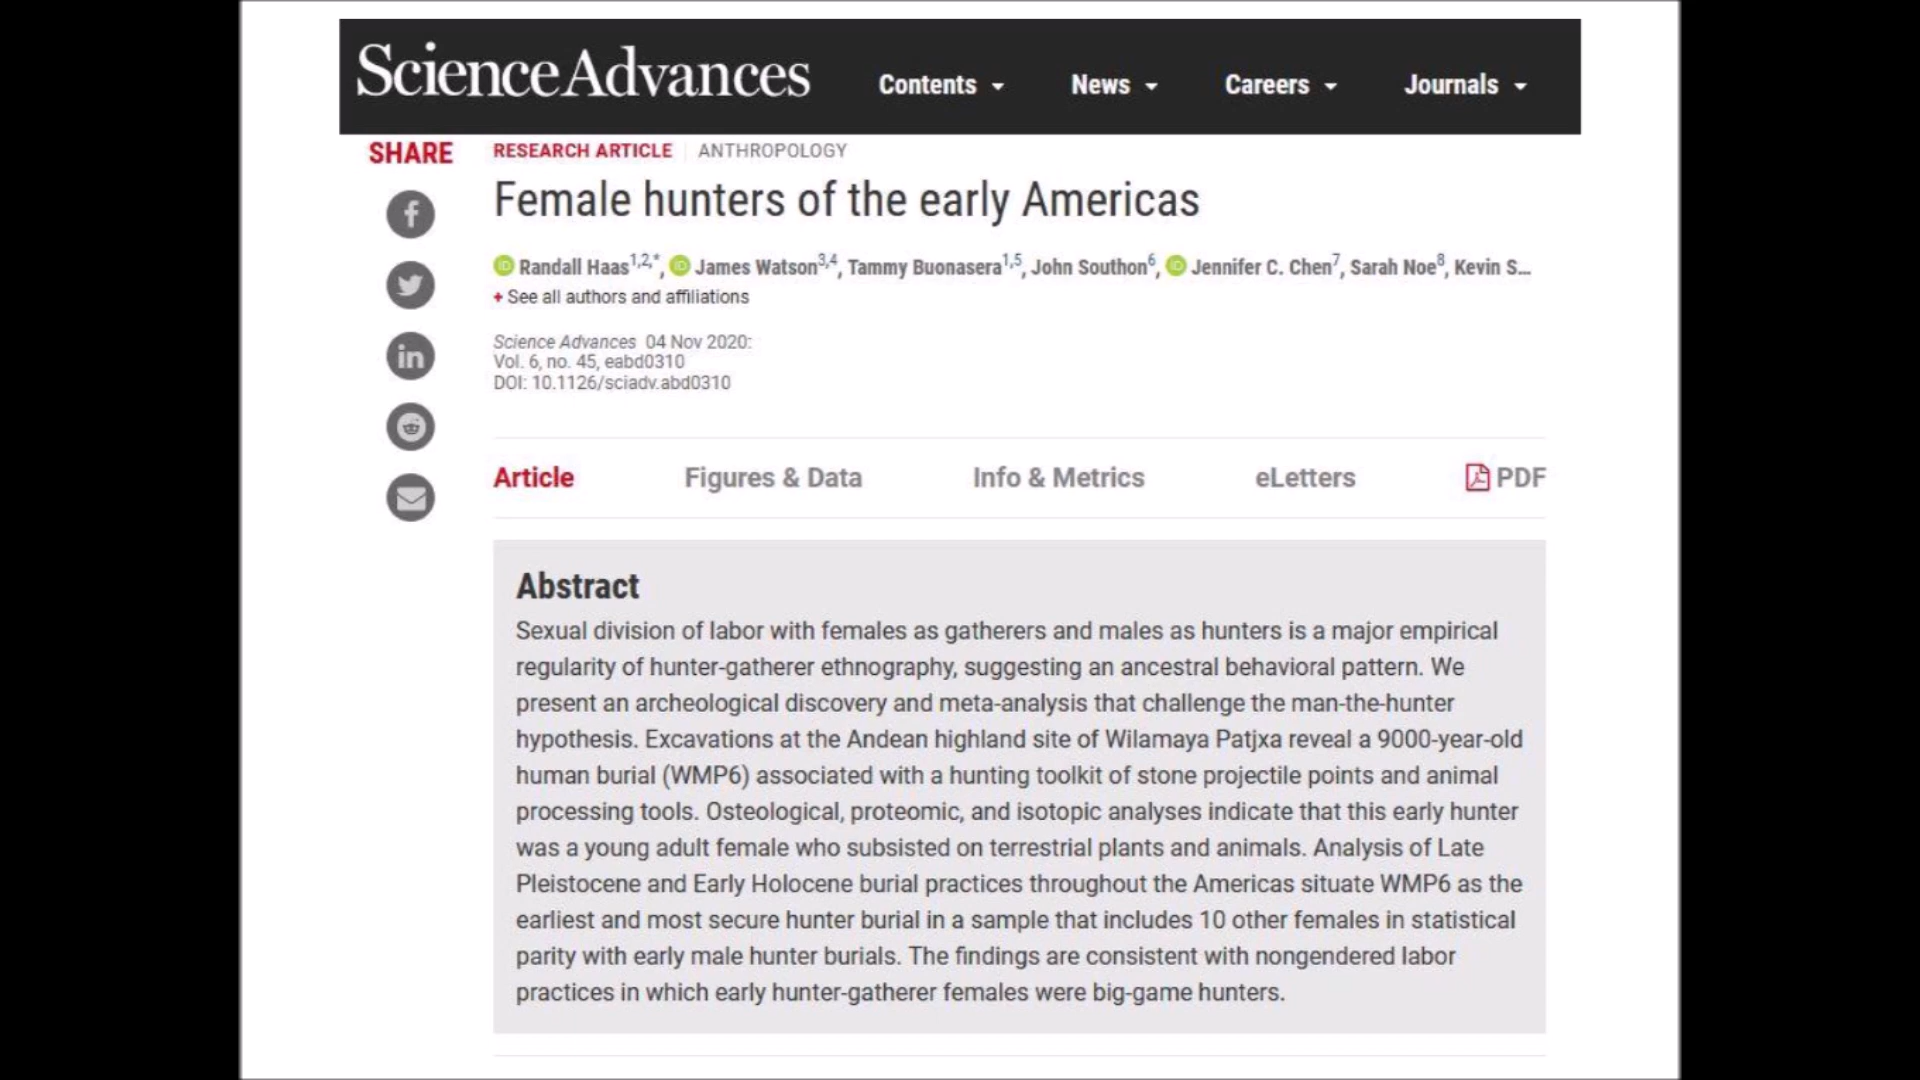 ScienceAdvances Contents News Careers Journals
SHARE
RESEARCH ARTICLE ANTHROPOLOGY
Female hunters of the early Americas
Randall Haas1,2,*, James Watson3,4, Tammy Buonasera1,5, John Southon6, Jennifer C. Chen7, Sarah Noe8, Kevin S...
+ See all authors and affiliations
Science Advances 04 Nov 2020:
Vol. 6, no. 45, eabd0310
DOI: 10.1126/sciadv.abd0310
Article Figures & Data Info & Metrics eLetters PDF
Abstract
Sexual division of labor with females as gatherers and males as hunters is a major empirical
regularity of hunter-gatherer ethnography, suggesting an ancestral behavioral pattern. We
present an archeological discovery and meta-analysis that challenge the man-the-hunter
hypothesis. Excavations at the Andean highland site of Wilamaya Patjxa reveal a 9000-year-old
human burial (WMP6) associated with a hunting toolkit of stone projectile points and animal
processing tools. Osteological, proteomic, and isotopic analyses indicate that this early hunter
was a young adult female who subsisted on terrestrial plants and animals. Analysis of Late
Pleistocene and Early Holocene burial practices throughout the Americas situate WMP6 as the
earliest and most secure hunter burial in a sample that includes 10 other females in statistical
parity with early male hunter burials. The findings are consistent with nongendered labor
practices in which early hunter-gatherer females were big-game hunters.